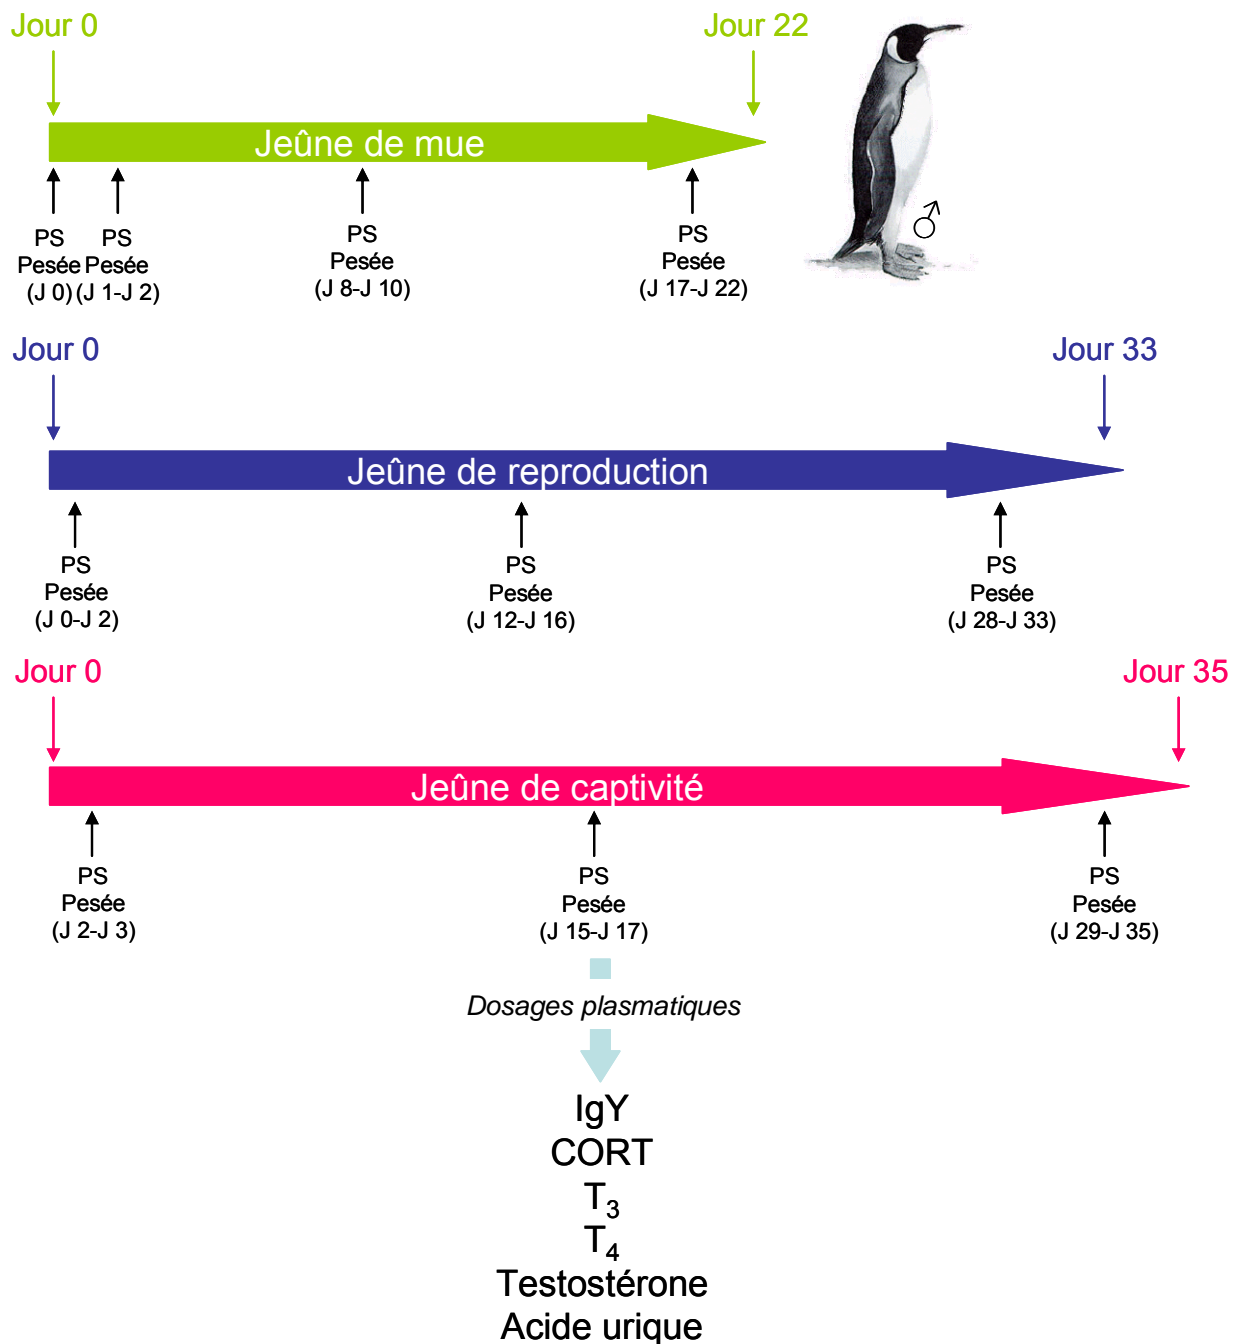 Jour 0
Jour 22
Jeûne de mue
PS
Pesée
(J 0)
PS
Pesée
(J 1-J 2)
PS
Pesée
(J 8-J 10)
PS
Pesée
(J 17-J 22)
♂
Jour 0
Jour 33
Jeûne de reproduction
PS
Pesée
(J 0-J 2)
PS
Pesée
(J 12-J 16)
PS
Pesée
(J 28-J 33)
Jour 0
Jour 35
Jeûne de captivité
PS
Pesée
(J 2-J 3)
PS
Pesée
(J 15-J 17)
PS
Pesée
(J 29-J 35)
Dosages plasmatiques
IgY
CORT
T₃
T₄
Testostérone
Acide urique